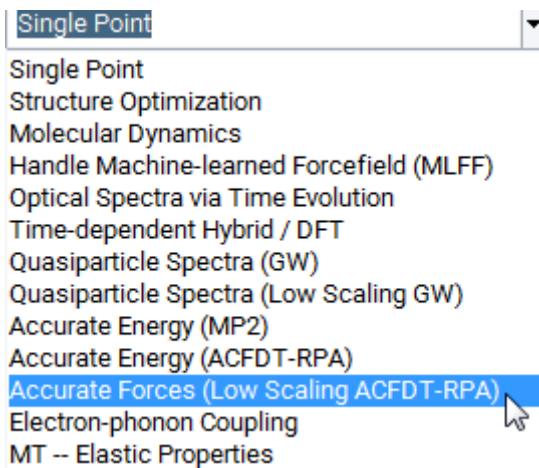 Single Point
Single Point
Structure Optimization
Molecular Dynamics
Handle Machine-learned Forcefield (MLFF)
Optical Spectra via Time Evolution
Time-dependent Hybrid / DFT
Quasiparticle Spectra (GW)
Quasiparticle Spectra (Low Scaling GW)
Accurate Energy (MP2)
Accurate Energy (ACFDT-RPA)
Accurate Forces (Low Scaling ACFDT-RPA)
Electron-phonon Coupling
MT -- Elastic Properties